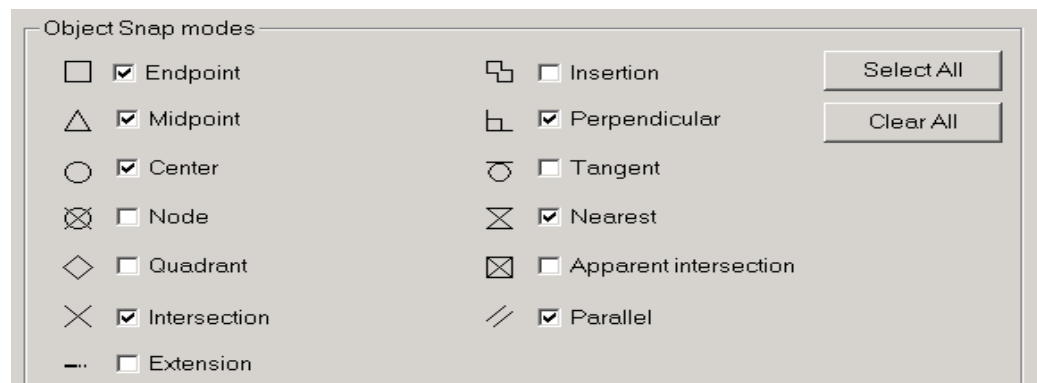 Object Snap modes
Endpoint
Midpoint
Center
Node
Quadrant
Intersection
Extension
Insertion
Perpendicular
Tangent
Nearest
Apparent intersection
Parallel
Select All
Clear All